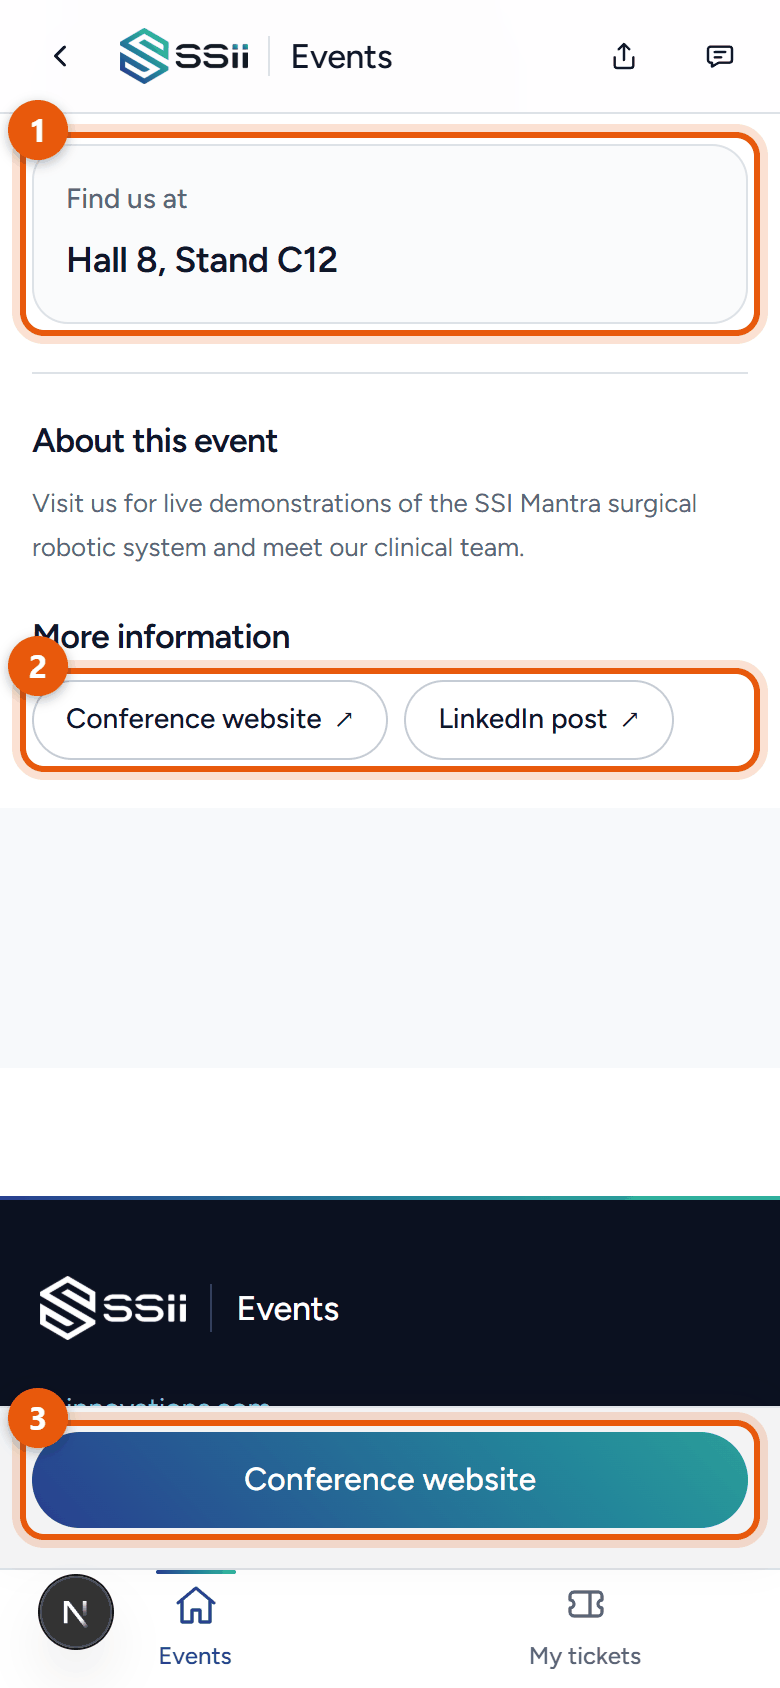 SSii Events
1
Find us at
Hall 8, Stand C12
About this event
Visit us for live demonstrations of the SSI Mantra surgical
robotic system and meet our clinical team.
More information
2
Conference website ↗ LinkedIn post ↗
SSii Events
innovations.com
3
Conference website
N
Events My tickets